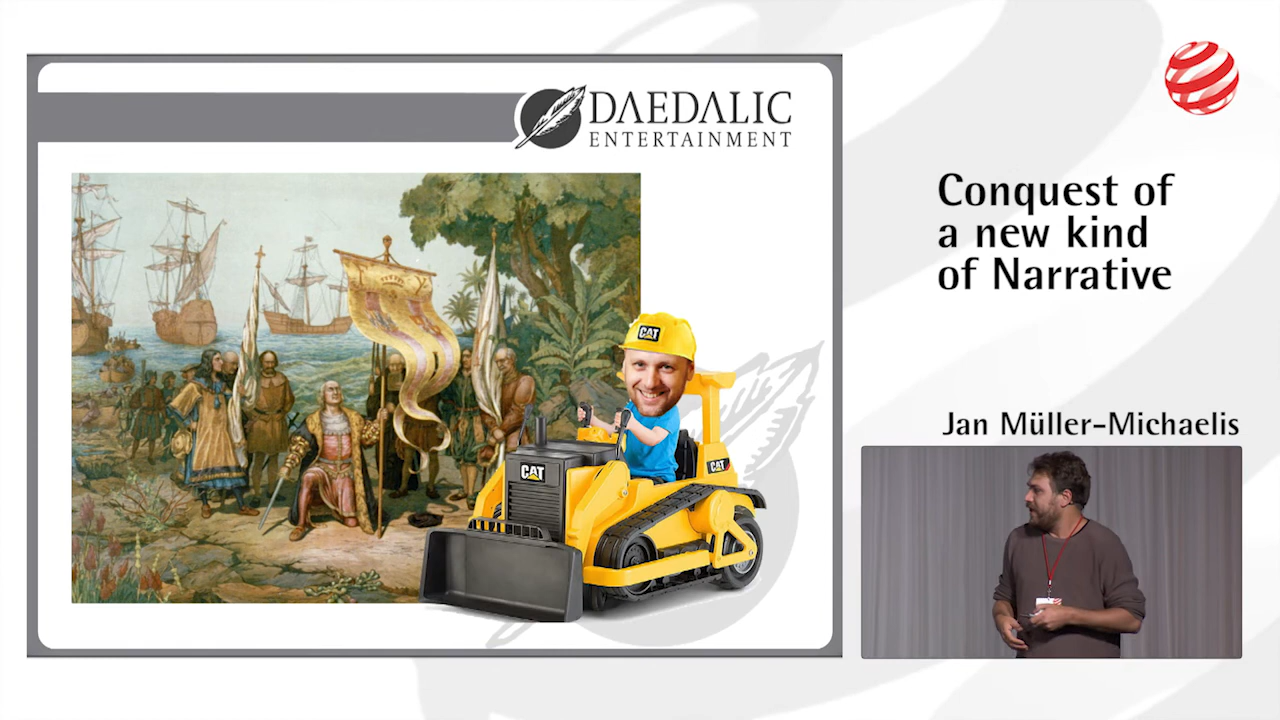 DAEDALIC
ENTERTAINMENT
CAT
CAT
CAT
Conquest of
a new kind
of Narrative
Jan Müller-Michaelis